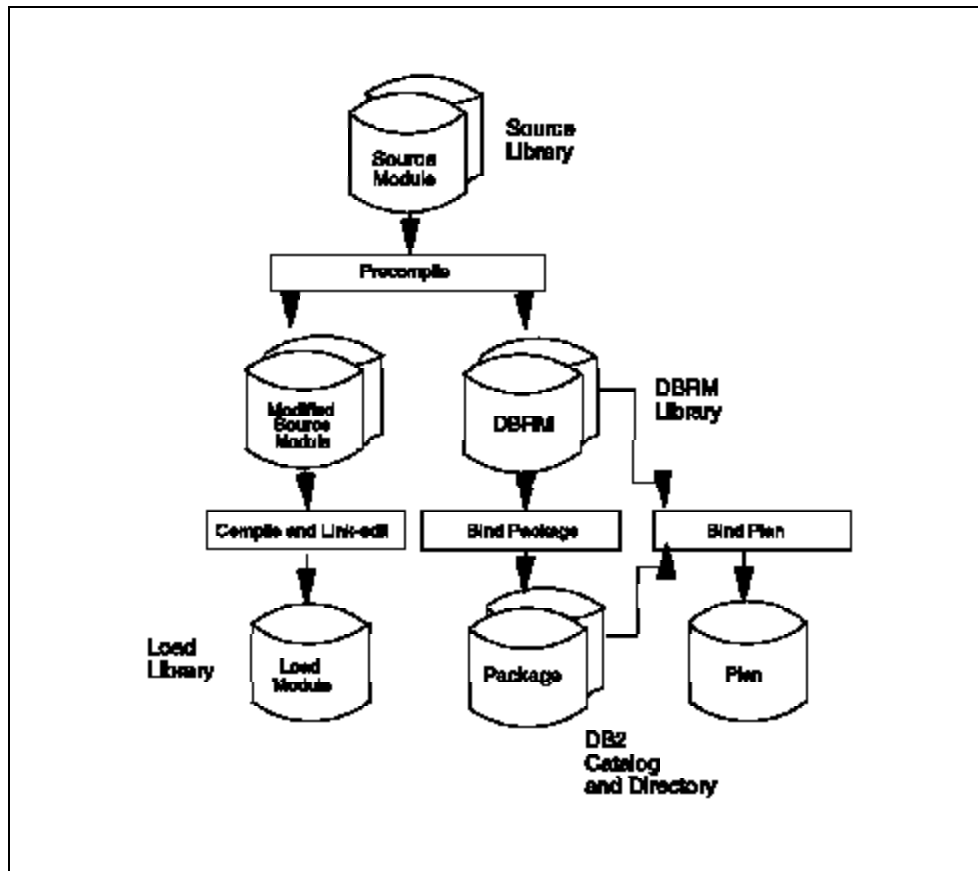 Source
Library
Source
Module
Precompile
Modified
Source
Module
DBRM
DBRM
Library
Compile and Link-edit
Bind Package
Bind Plan
Load
Library
Load
Module
Package
Plan
DB2
Catalog
and Directory